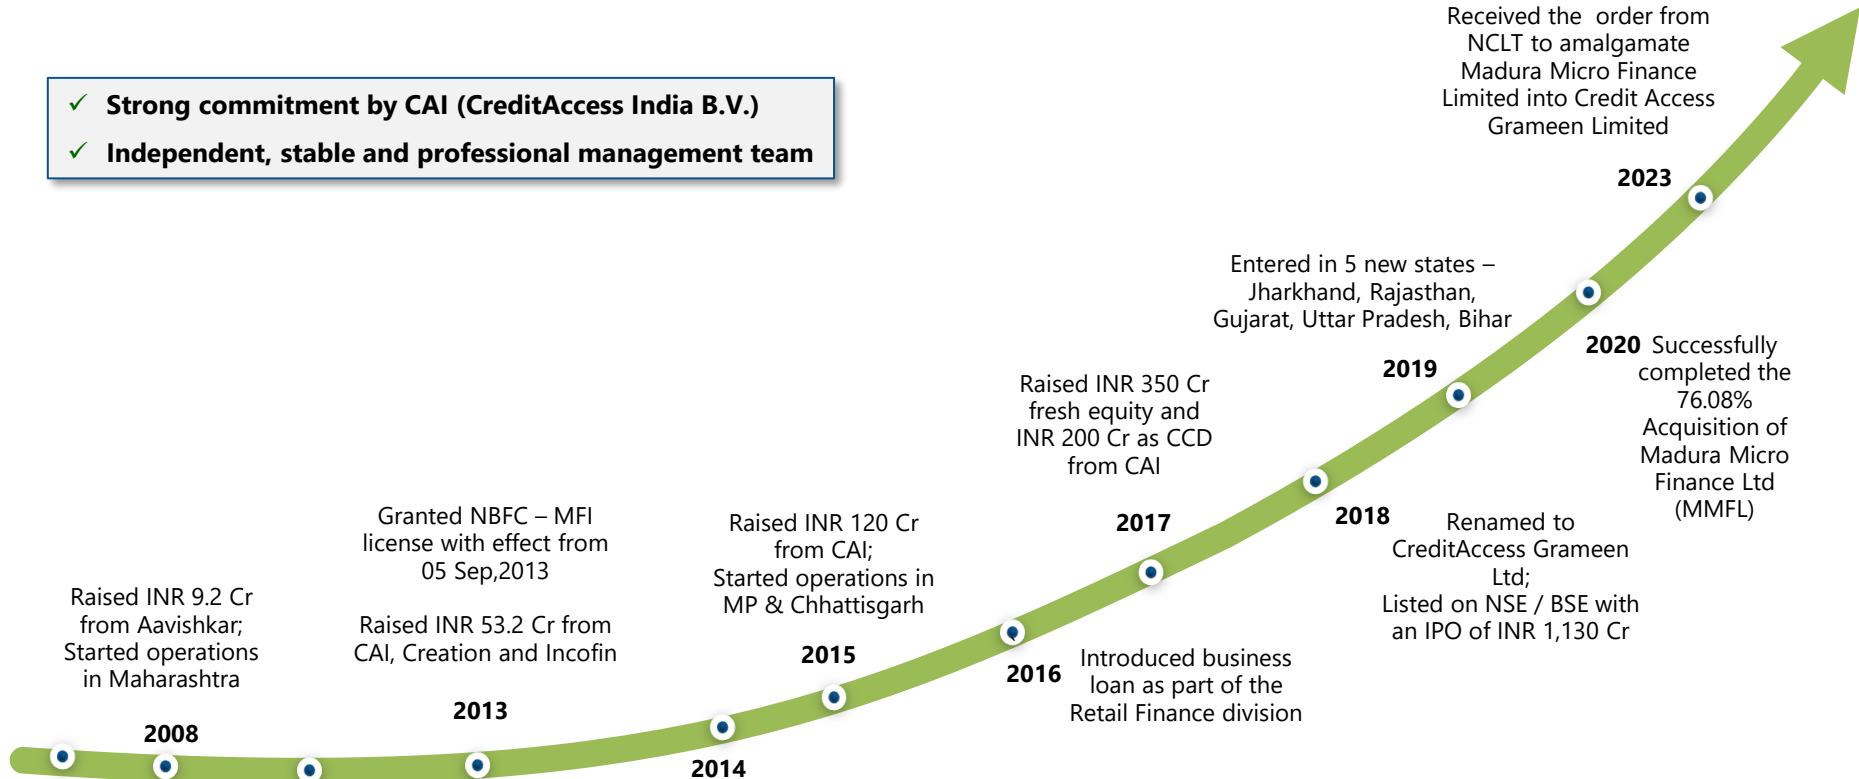 ✓ Strong commitment by CAI (CreditAccess India B.V.)
✓ Independent, stable and professional management team
Raised INR 9.2 Cr
from Aavishkar;
Started operations
in Maharashtra
2008
Granted NBFC – MFI
license with effect from
05 Sep,2013
Raised INR 53.2 Cr from
CAI, Creation and Incofin
2013
2014
Raised INR 120 Cr
from CAI;
Started operations in
MP & Chhattisgarh
2015
2016
Introduced business
loan as part of the
Retail Finance division
Raised INR 350 Cr
fresh equity and
INR 200 Cr as CCD
from CAI
2017
2018
Renamed to
CreditAccess Grameen
Ltd;
Listed on NSE / BSE with
an IPO of INR 1,130 Cr
Entered in 5 new states –
Jharkhand, Rajasthan,
Gujarat, Uttar Pradesh, Bihar
2019
2020 Successfully
completed the
76.08%
Acquisition of
Madura Micro
Finance Ltd
(MMFL)
Received the order from
NCLT to amalgamate
Madura Micro Finance
Limited into Credit Access
Grameen Limited
2023